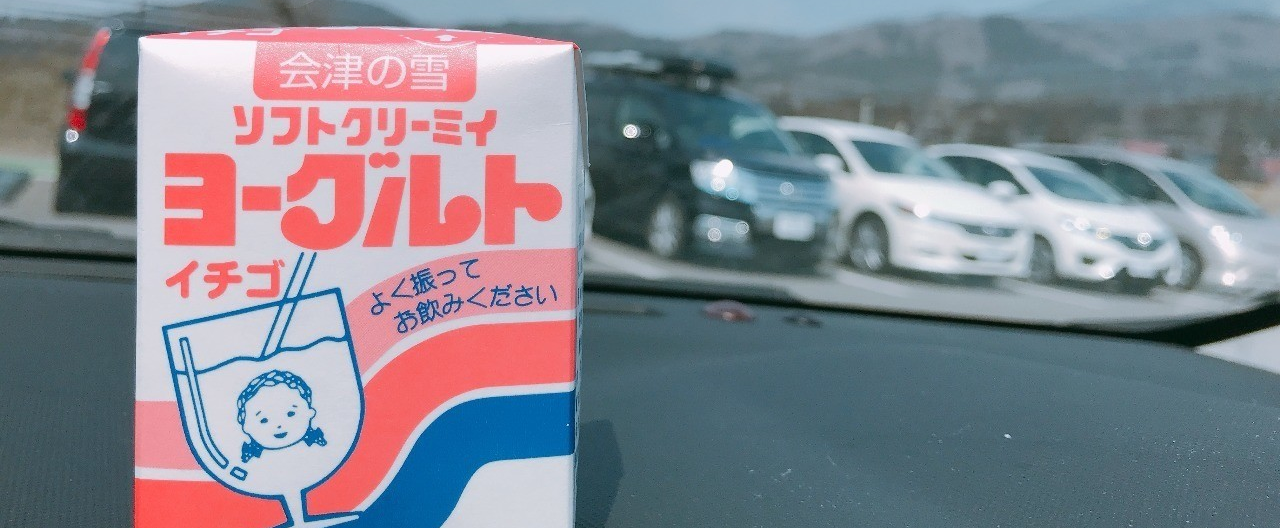 会津の雪
ソフトクリーミィ
ヨーグルト
イチゴ
よく振って
お飲みください